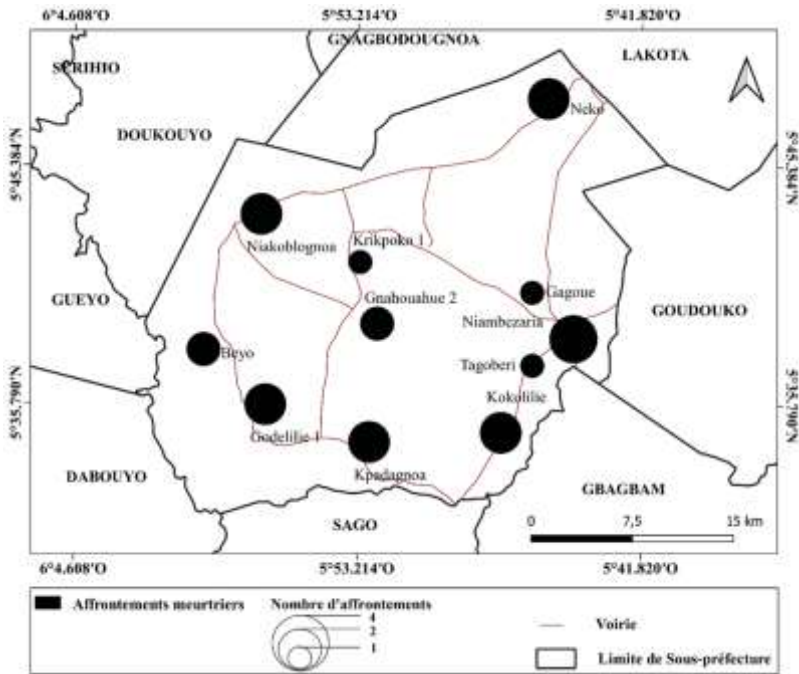 6°4.608"O 5°53.214"O 5°41.820"O
GNAGBODOUGNOA
SERIHIO
LAKOTA
Neko
DOUKOUYO
5°45.384"N
5°45.384"N
Niakoblognoa
Krikpoko 1
GUEYO
Gnahouahue 2
Gagoue
Niambezaria
GOUDOUKO
Beyo
Tagoberi
Kokolilie
5°35.790"N
5°35.790"N
Godelilie 1
Kpadagnoa
DABOUYO
GBAGBAM
SAGO
0 7,5 15 km
6°4.608"O 5°53.214"O 5°41.820"O
Affrontements meurtriers
Nombre d'affrontements
4
2
1
Voirie
Limite de Sous-préfecture